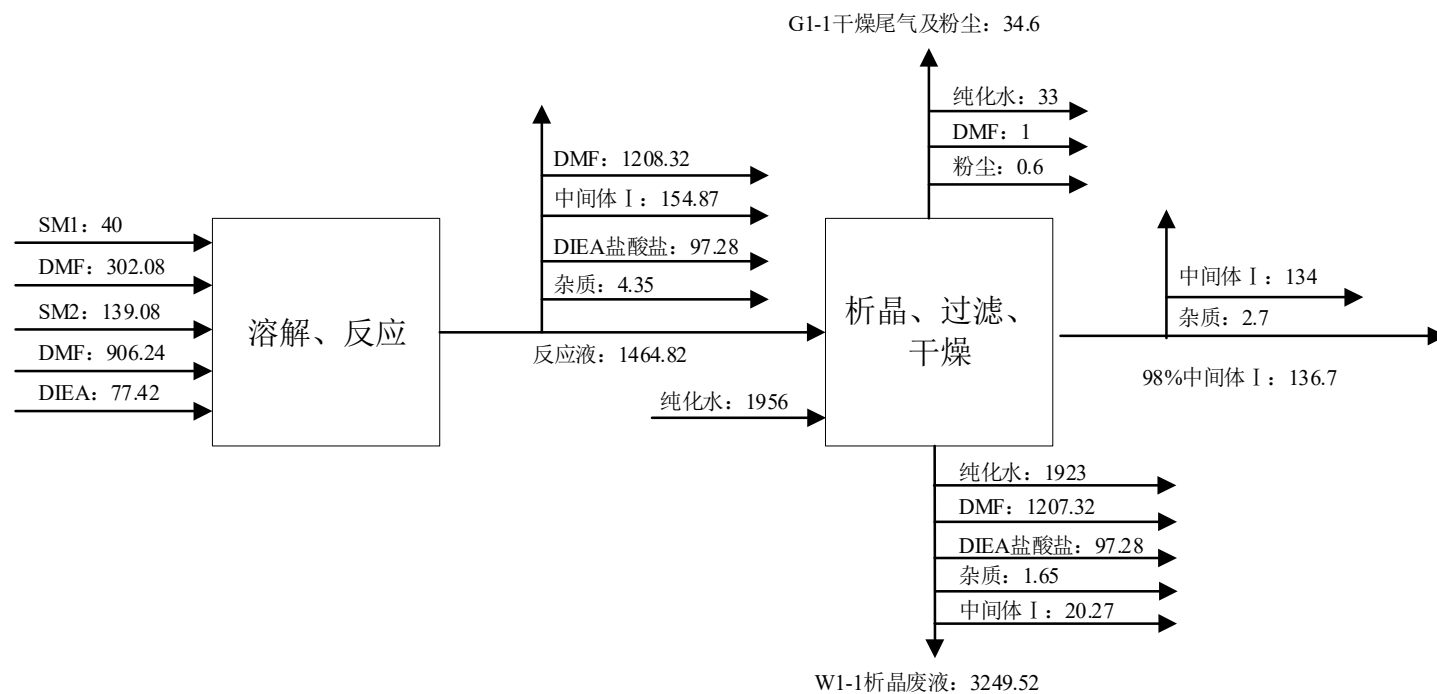 G1-1干燥尾气及粉尘：34.6
纯化水：33
DMF：1
粉尘：0.6
DMF：1208.32
中间体Ⅰ：154.87
DIEA盐酸盐：97.28
杂质：4.35
SM1：40
DMF：302.08
SM2：139.08
DMF：906.24
DIEA：77.42
溶解、反应
反应液：1464.82
纯化水：1956
析晶、过滤、
干燥
中间体Ⅰ：134
杂质：2.7
98%中间体Ⅰ：136.7
纯化水：1923
DMF：1207.32
DIEA盐酸盐：97.28
杂质：1.65
中间体Ⅰ：20.27
W1-1析晶废液：3249.52